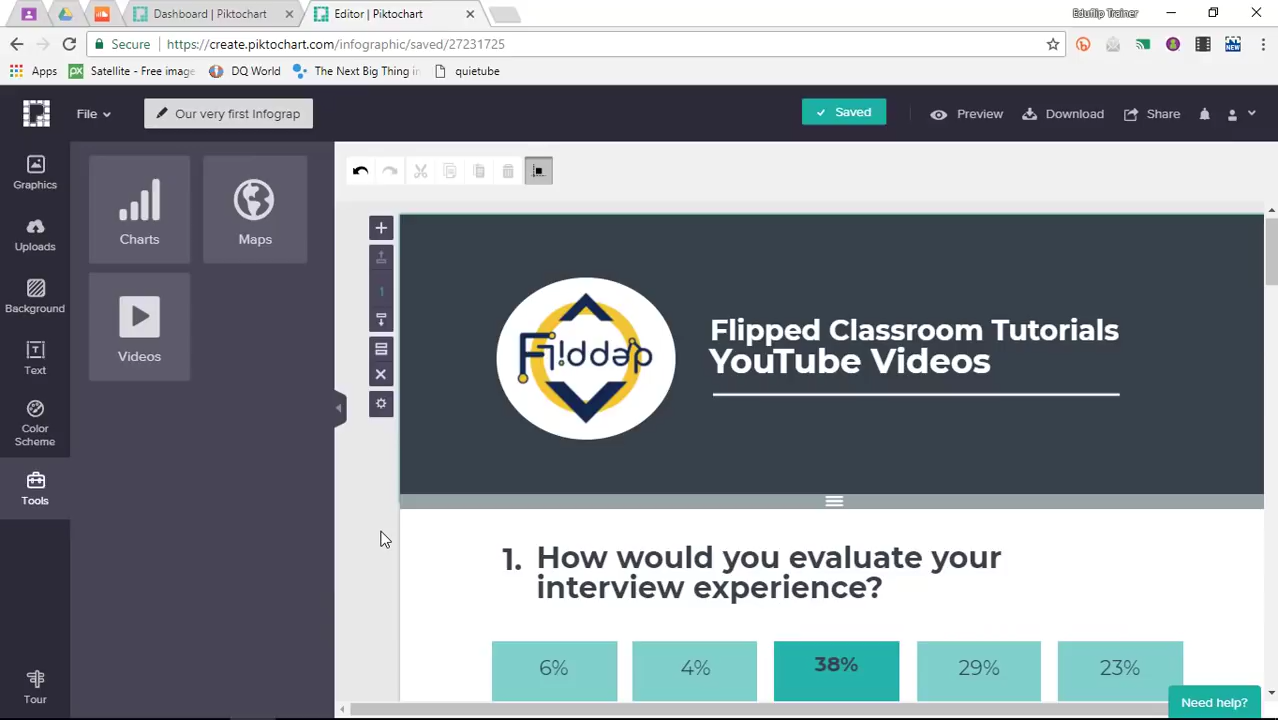 Dashboard | Piktochart
Editor | Piktochart
Eduflip Trainer
Secure
https://create.piktochart.com/infographic/saved/27231725
NEW
Apps
Satellite - Free image
DQ World
The Next Big Thing in
quietube
File
Our very first Infograp
Saved
Preview
Download
Share
Graphics
Uploads
Background
Text
Color
Scheme
Tools
Tour
Charts
Maps
Videos
1
Flipped Classroom Tutorials
YouTube Videos
1. How would you evaluate your
interview experience?
6% 4% 38% 29% 23%
Need help?